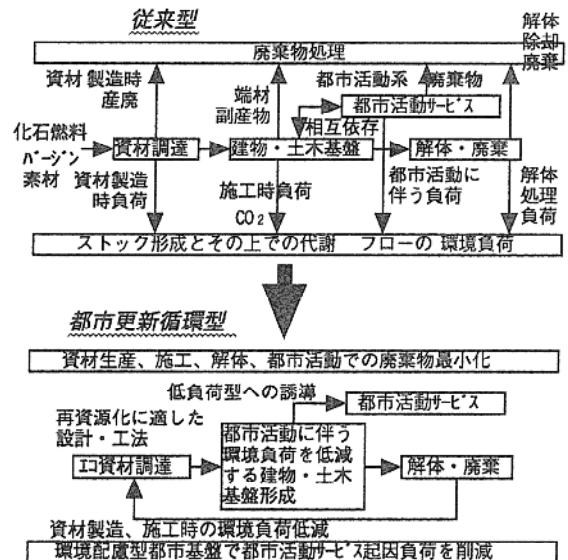 従来型
解体
除却
廃棄
廃棄物処理
資材製造時
産廃
端材
副産物
都市活動系 廃棄物
都市活動サービス
相互依存
化石燃料
バージン
素材
資材調達
建物・土木基盤
解体・廃棄
資材製造
時負荷
施工時負荷
CO2
都市活動に
伴う負荷
解体
処理
負荷
ストック形成とその上での代謝 フローの環境負荷
都市更新循環型
資材生産、施工、解体、都市活動での廃棄物最小化
低負荷型への誘導
都市活動サービス
再資源化に適した
設計・工法
エコ資材調達
都市活動に伴う
環境負荷を低減
する建物・土木
基盤形成
解体・廃棄
資材製造、施工時の環境負荷低減
環境配慮型都市基盤で都市活動サービス起因負荷を削減